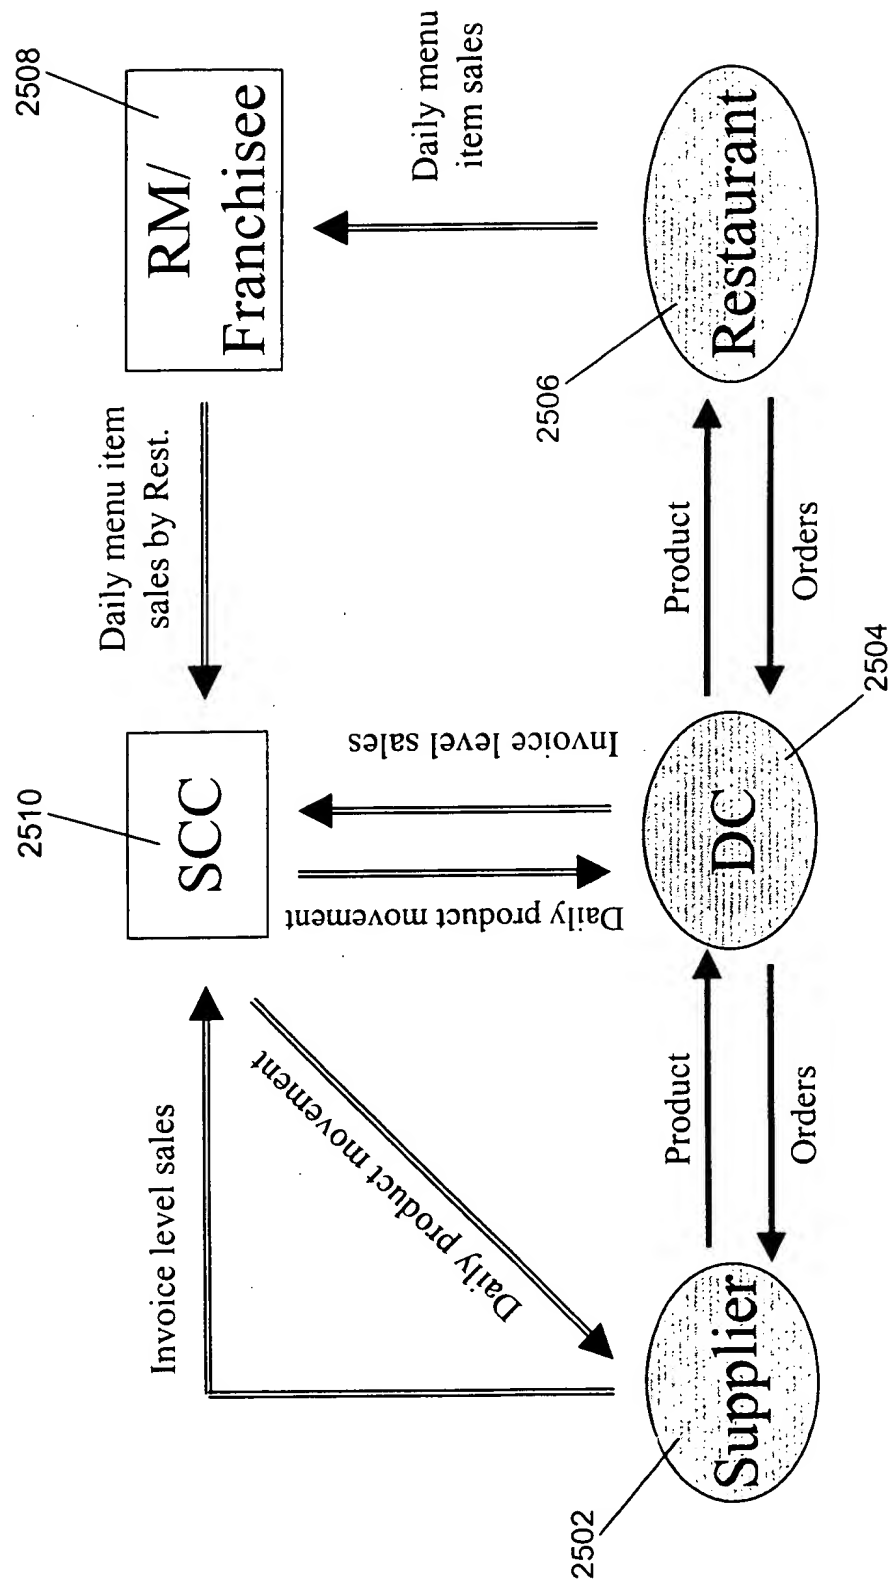 2510
2508
SCC
RM/
Franchisee
Daily menu item
sales by Rest.
Invoice level sales
Daily product movement
Daily product movement
Invoice level sales
Daily menu
item sales
2502
Supplier
Product
Orders
DC
2504
Product
Orders
2506
Restaurant